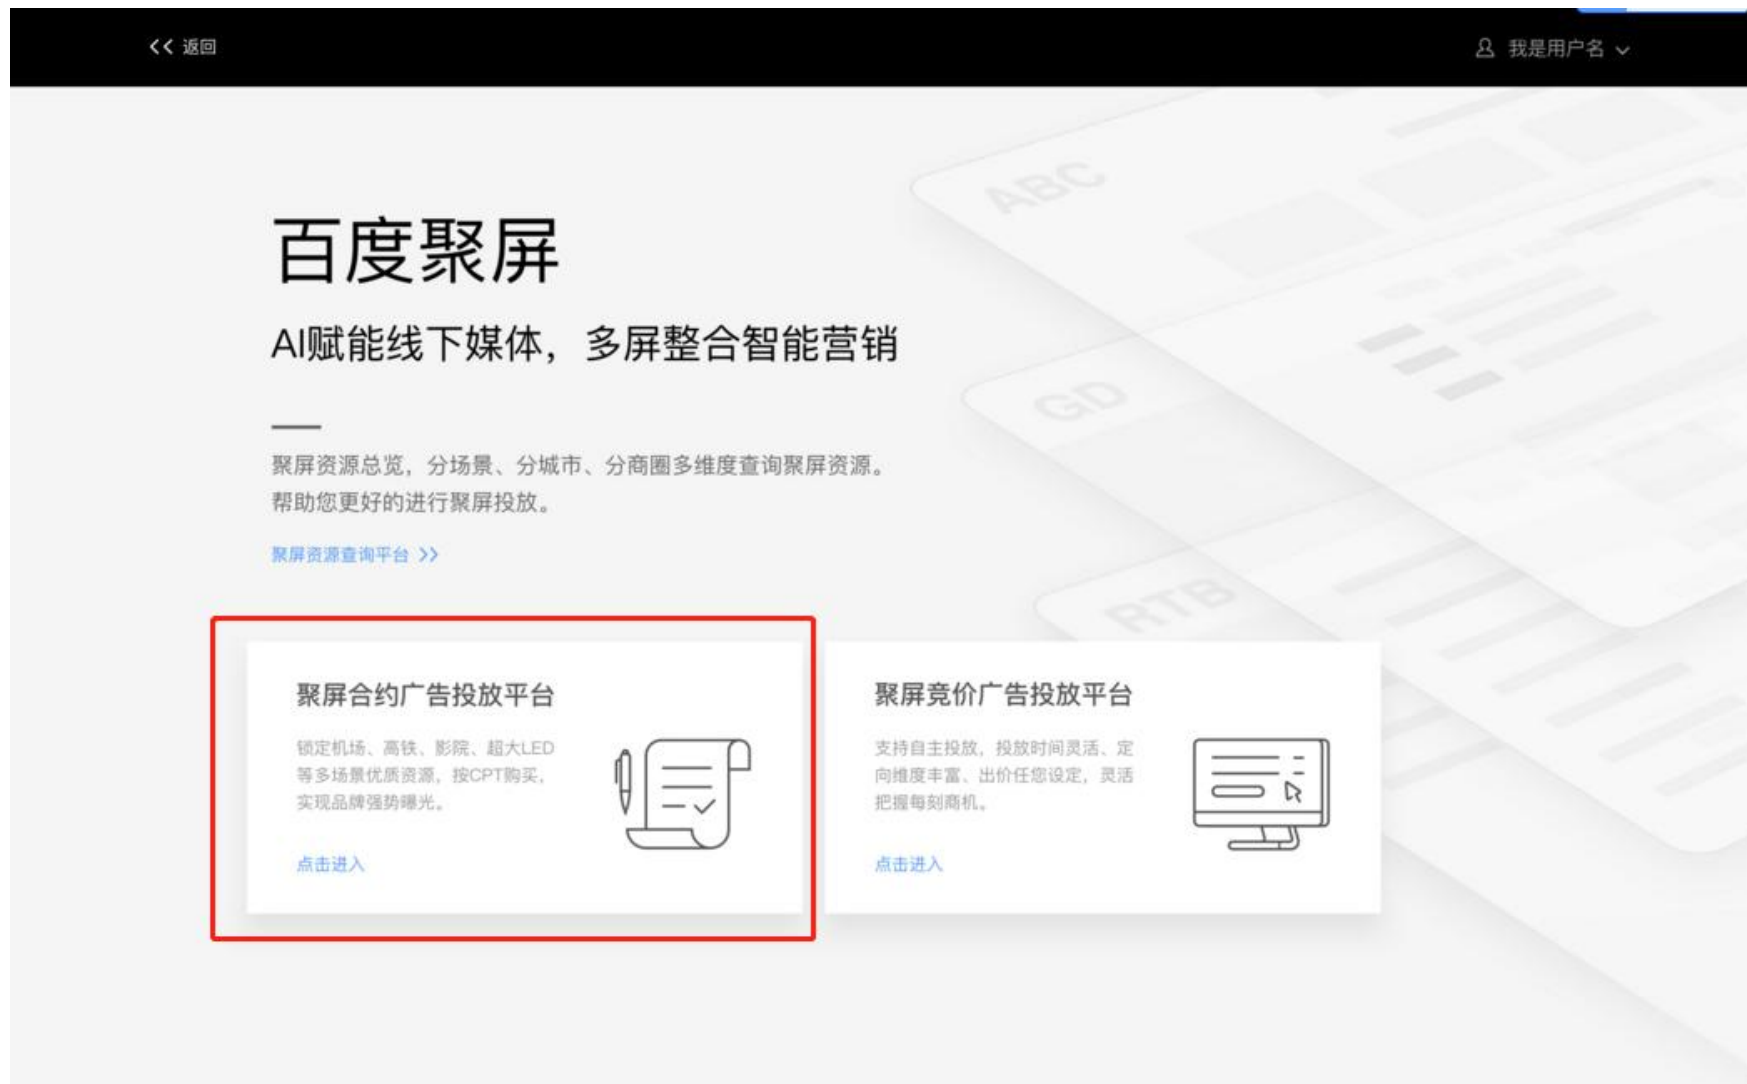 << 返回
我是用户名
ABC
百度聚屏
AI赋能线下媒体，多屏整合智能营销
GD
聚屏资源总览，分场景、分城市、分商圈多维度查询聚屏资源。
帮助您更好的进行聚屏投放。
聚屏资源查询平台 >>
RTB
聚屏合约广告投放平台
锁定机场、高铁、影院、超大LED
等多场景优质资源，按CPT购买，
实现品牌强势曝光。
点击进入
聚屏竞价广告投放平台
支持自主投放，投放时间灵活、定
向维度丰富、出价任您设定，灵活
把握每刻商机。
点击进入